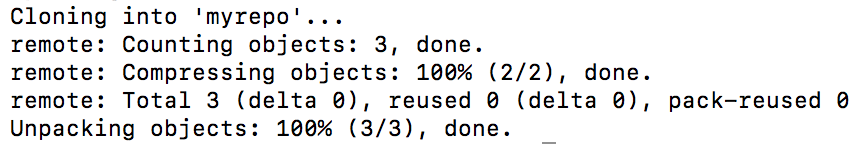 Cloning into 'myrepo'...
remote: Counting objects: 3, done.
remote: Compressing objects: 100% (2/2), done.
remote: Total 3 (delta 0), reused 0 (delta 0), pack-reused 0
Unpacking objects: 100% (3/3), done.